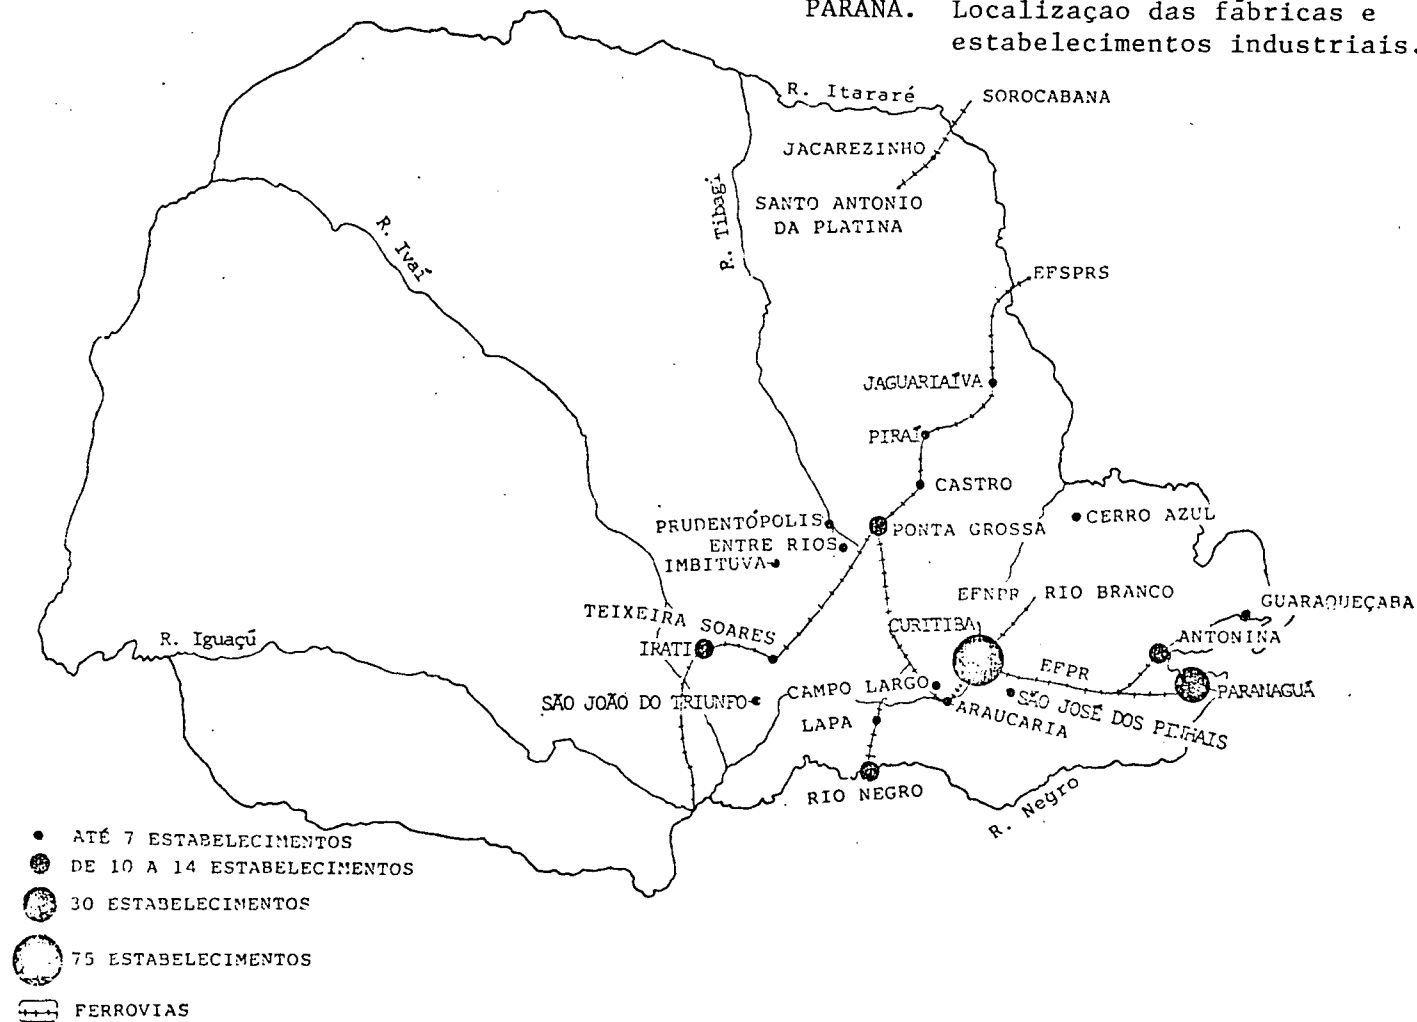 PARANÁ. Localização das fábricas e
estabelecimentos industriais.
R. Itararé
SOROCABANA
JACAREZINHO
SANTO ANTONIO
DA PLATINA
R. Tibagi
R. Ivaí
EFSPRS
JAGUARIAÍVA
PIRAÍ
CASTRO
PRUDENTÓPOLIS
PONTA GROSSA
CERRO AZUL
ENTRE RIOS
IMBITUVA
EFNPR
RIO BRANCO
GUARAQUEÇABA
TEIXEIRA SOARES
CURITIBA
ANTONINA
R. Iguaçú
IRATI
EFPR
CAMPO LARGO
PARANAGUÁ
SÃO JOÃO DO TRIUNFO
SÃO JOSÉ DOS PINHAIS
ARAUCARIA
LAPA
RIO NEGRO
R. Negro
ATÉ 7 ESTABELECIMENTOS
DE 10 A 14 ESTABELECIMENTOS
30 ESTABELECIMENTOS
75 ESTABELECIMENTOS
FERROVIAS